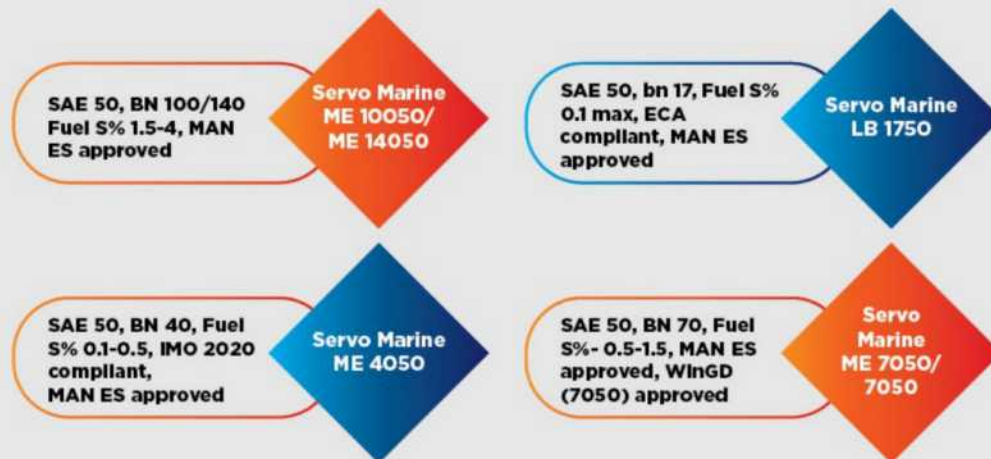 SAE 50, BN 100/140
Fuel S% 1.5-4, MAN
ES approved
Servo Marine
ME 10050/
ME 14050
SAE 50, bn 17, Fuel S%
0.1 max, ECA
compliant, MAN ES
approved
Servo Marine
LB 1750
SAE 50, BN 40, Fuel
S% 0.1-0.5, IMO 2020
compliant,
MAN ES approved
Servo Marine
ME 4050
SAE 50, BN 70, Fuel
S%- 0.5-1.5, MAN ES
approved, WinGD
(7050) approved
Servo
Marine
ME 7050/
7050